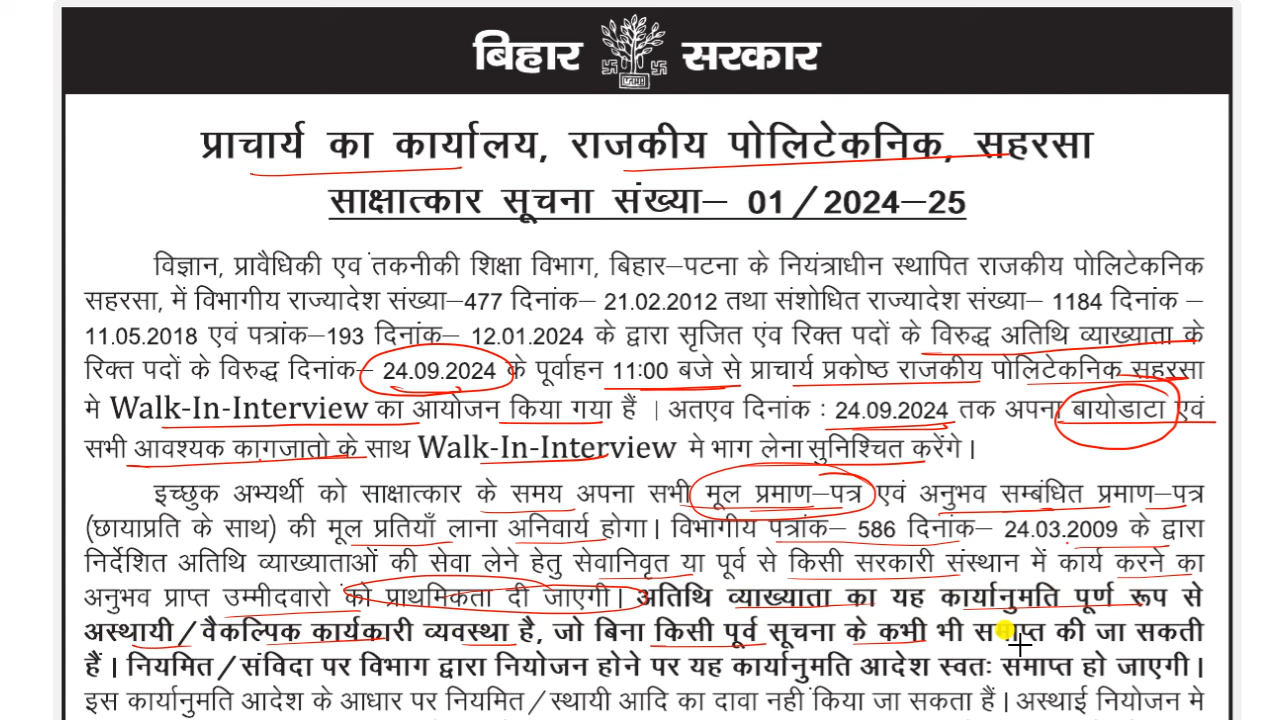 बिहार सरकार
प्राचार्य का कार्यालय, राजकीय पोलिटेकनिक, सहरसा
साक्षात्कार सूचना संख्या– 01/2024–25
विज्ञान, प्रावैधिकी एव तकनीकी शिक्षा विभाग, बिहार–पटना के नियंत्राधीन स्थापित राजकीय पोलिटेकनिक
सहरसा, में विभागीय राज्यादेश संख्या–477 दिनांक– 21.02.2012 तथा संशोधित राज्यादेश संख्या– 1184 दिनांक –
11.05.2018 एवं पत्रांक–193 दिनांक– 12.01.2024 के द्वारा सृजित एंव रिक्त पदों के विरुद्ध अतिथि व्याख्याता के
रिक्त पदों के विरुद्ध दिनांक– 24.09.2024 के पूर्वाहन 11:00 बजे से प्राचार्य प्रकोष्ठ राजकीय पोलिटेकनिक सहरसा
मे Walk-In-Interview का आयोजन किया गया हैं । अतएव दिनांक : 24.09.2024 तक अपना बायोडाटा एवं
सभी आवश्यक कागजातो के साथ Walk-In-Interview मे भाग लेना सुनिश्चित करेंगे।
इच्छुक अभ्यर्थी को साक्षात्कार के समय अपना सभी मूल प्रमाण–पत्र एवं अनुभव सम्बंधित प्रमाण–पत्र
(छायाप्रति के साथ) की मूल प्रतियाँ लाना अनिवार्य होगा। विभागीय पत्रांक– 586 दिनांक– 24.03.2009 के द्वारा
निर्देशित अतिथि व्याख्याताओं की सेवा लेने हेतु सेवानिवृत या पूर्व से किसी सरकारी संस्थान में कार्य करने का
अनुभव प्राप्त उम्मीदवारो को प्राथमिकता दी जाएगी। अतिथि व्याख्याता का यह कार्यानुमति पूर्ण रूप से
अस्थायी/वैकल्पिक कार्यकारी व्यवस्था है, जो बिना किसी पूर्व सूचना के कभी भी समाप्त की जा सकती
हैं। नियमित/संविदा पर विभाग द्वारा नियोजन होने पर यह कार्यानुमति आदेश स्वतः समाप्त हो जाएगी।
इस कार्यानुमति आदेश के आधार पर नियमित/स्थायी आदि का दावा नही किया जा सकता हैं। अस्थाई नियोजन मे